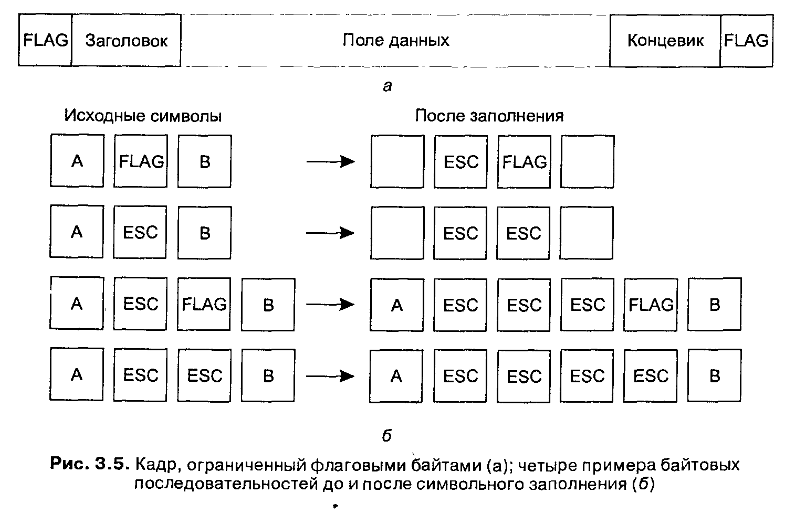 FLAG Заголовок Поле данных Концевик FLAG
а
Исходные символы После заполнения
A FLAG B ESC FLAG
A ESC B ESC ESC
A ESC FLAG B A ESC ESC ESC FLAG B
A ESC ESC B A ESC ESC ESC ESC B
б
Рис. 3.5. Кадр, ограниченный флаговыми байтами (а); четыре примера байтовых
последовательностей до и после символьного заполнения (б)